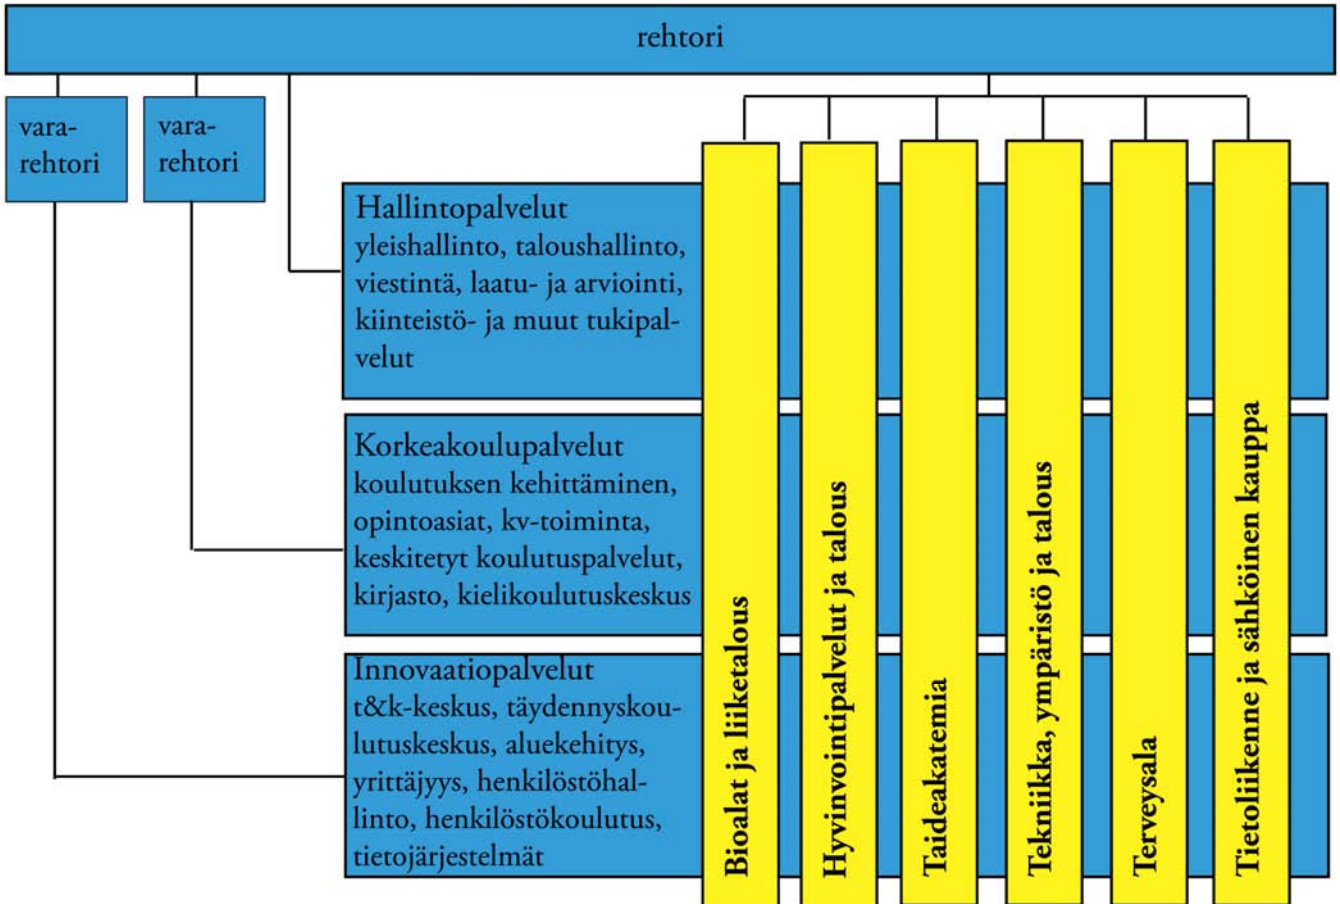 rehtori
vara-
rehtori
vara-
rehtori
Hallintopalvelut
yleishallinto, taloushallinto,
viestintä, laatu- ja arviointi,
kiinteistö- ja muut tukipal-
velut
Korkeakoulupalvelut
koulutuksen kehittäminen,
opintoasiat, kv-toiminta,
keskitetyt koulutuspalvelut,
kirjasto, kielikoulutuskeskus
Innovaatiopalvelut
t&k-keskus, täydennyskou-
lutuskeskus, aluekehitys,
yrittäjyys, henkilöstöhal-
linto, henkilöstökoulutus,
tietojärjestelmät
Bioalat ja liiketalous
Hyvinvointipalvelut ja talous
Taideakatemia
Tekniikka, ympäristö ja talous
Terveysala
Tietoliikenne ja sähköinen kauppa